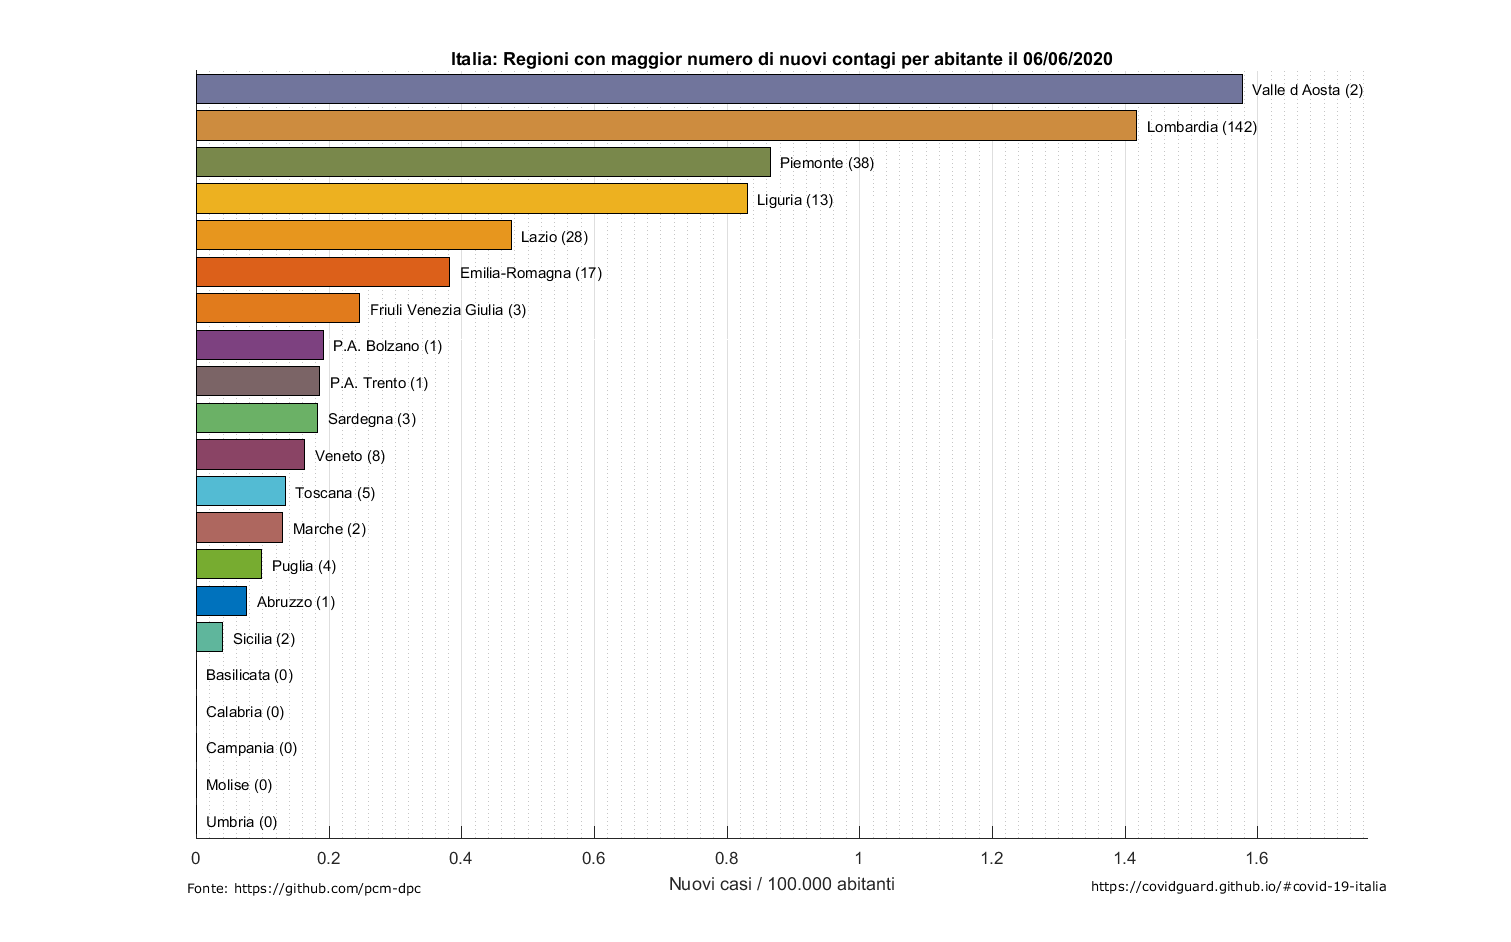 Italia: Regioni con maggior numero di nuovi contagi per abitante il 06/06/2020
Valle d Aosta (2)
Lombardia (142)
Piemonte (38)
Liguria (13)
Lazio (28)
Emilia-Romagna (17)
Friuli Venezia Giulia (3)
P.A. Bolzano (1)
P.A. Trento (1)
Sardegna (3)
Veneto (8)
Toscana (5)
Marche (2)
Puglia (4)
Abruzzo (1)
Sicilia (2)
Basilicata (0)
Calabria (0)
Campania (0)
Molise (0)
Umbria (0)
0 0.2 0.4 0.6 0.8 1 1.2 1.4 1.6
Nuovi casi / 100.000 abitanti
Fonte: https://github.com/pcm-dpc
https://covidguard.github.io/#covid-19-italia